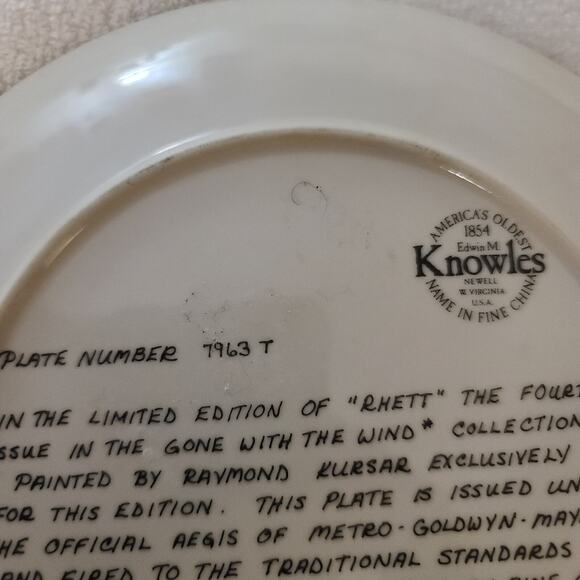 AMERICA'S OLDEST
1854
Edwin M.
Knowles
NEWELL
W. VIRGINIA
U.S.A.
NAME IN FINE CHINA
PLATE NUMBER 7963 T
IN THE LIMITED EDITION OF "RHETT" THE FOURT
SSUE IN THE GONE WITH THE WIND* COLLECTION
PAINTED BY RAYMOND KURSAR EXCLUSIVELY
FOR THIS EDITION. THIS PLATE IS ISSUED UN
HE OFFICIAL AEGIS OF METRO-GOLDWYN-MAY
AND FIRED TO THE TRADITIONAL STANDARDS